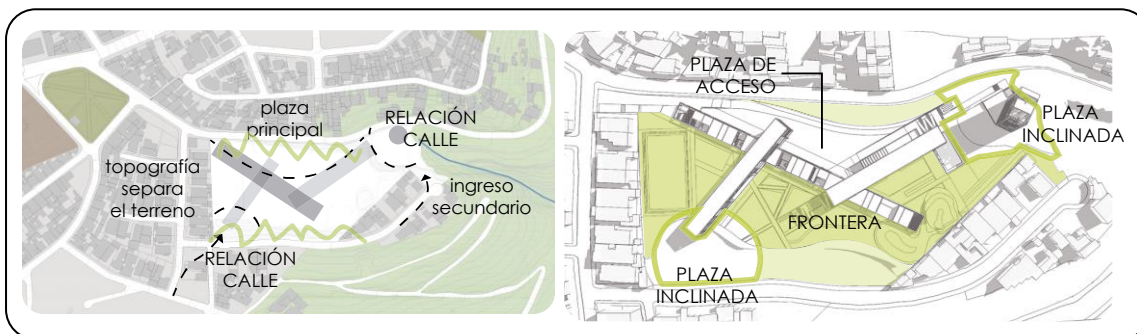 plaza
principal
RELACIÓN
CALLE
topografía
separa
el terreno
ingreso
secundario
RELACIÓN
CALLE
PLAZA DE
ACCESO
PLAZA
INCLINADA
FRONTERA
PLAZA
INCLINADA